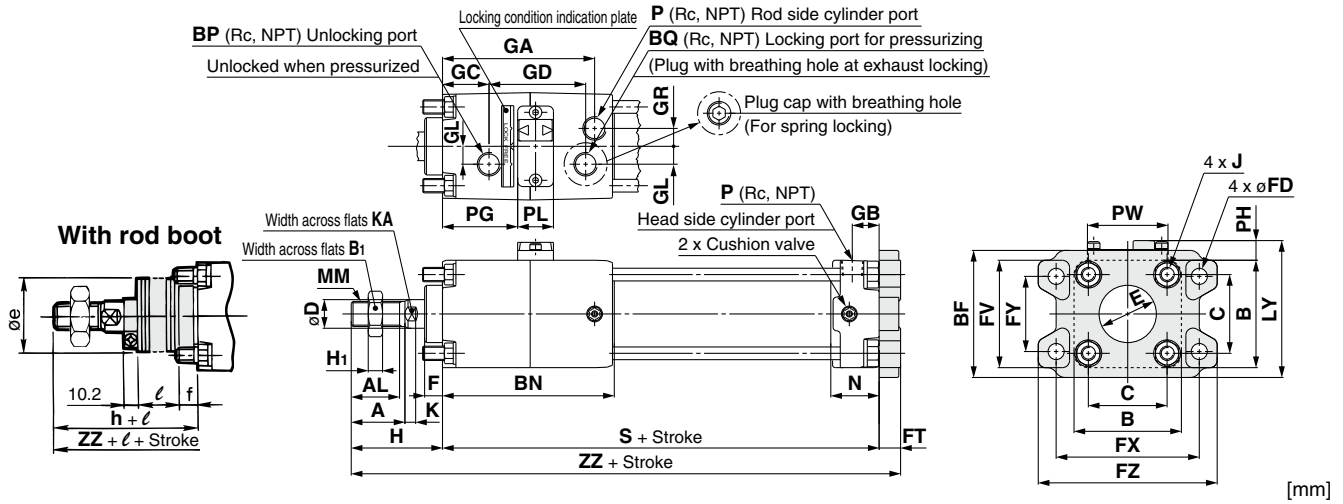 Locking condition indication plate
P (Rc, NPT) Rod side cylinder port
BP (Rc, NPT) Unlocking port
BQ (Rc, NPT) Locking port for pressurizing
GA
Unlocked when pressurized
(Plug with breathing hole at exhaust locking)
GC
GD
GR
Plug cap with breathing hole
(For spring locking)
GL
LOCK
FREE
GL
4 x J
4 x øFD
P (Rc, NPT)
PG
PL
GB
PW
PH
Width across flats KA
Head side cylinder port
With rod boot
Width across flats B1
2 x Cushion valve
MM
øD
øe
BF
FV
FY
E
C
B
LY
H1
AL
F
BN
N
10.2
ℓ
f
A
K
C
h + ℓ
B
H
S + Stroke
FT
FX
ZZ + ℓ + Stroke
ZZ + Stroke
FZ
[mm]